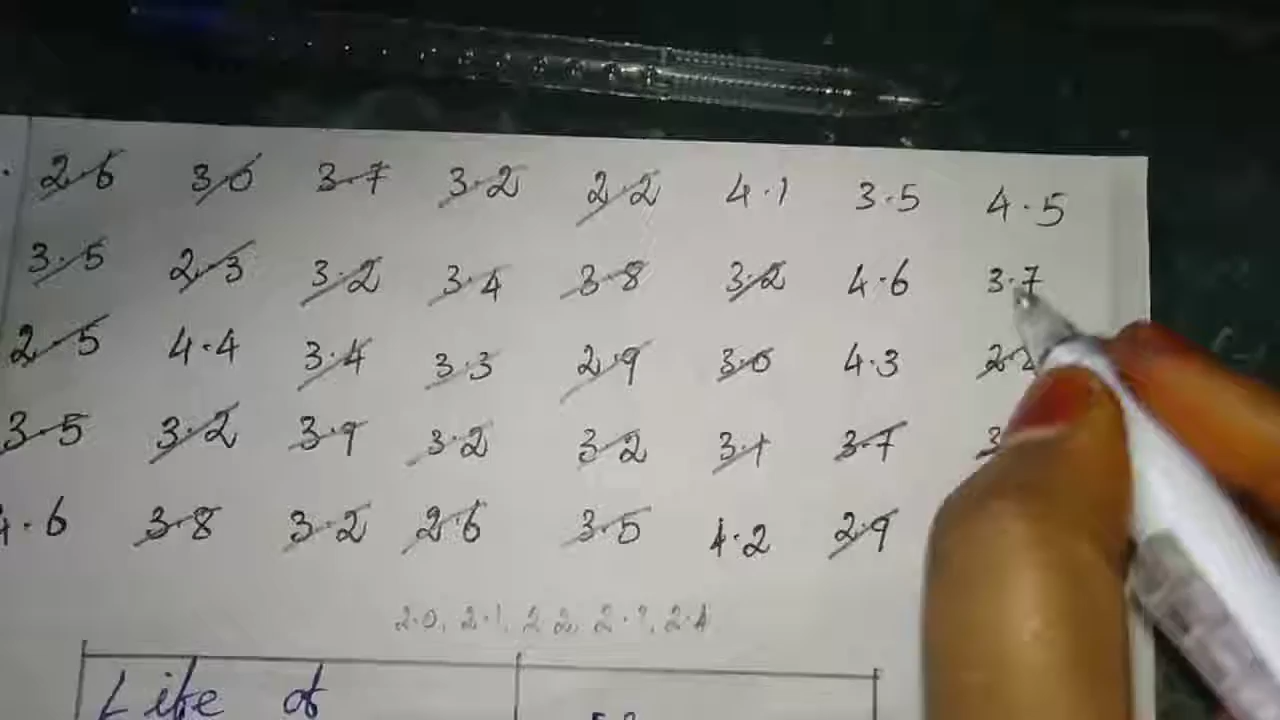 2.6 3.0 3.7 3.2 2.2 4.1 3.5 4.5
3.5 2.3 3.2 3.4 3.8 3.2 4.6 3.7
2.5 4.4 3.4 3.3 2.9 3.0 4.3
3.5 3.2 3.9 3.2 3.2 3.1 3.7
.6 3.8 3.2 2.6 3.5 4.2 2.9
2.0, 2.1, 2.2, 2.3, 2.4
Life of